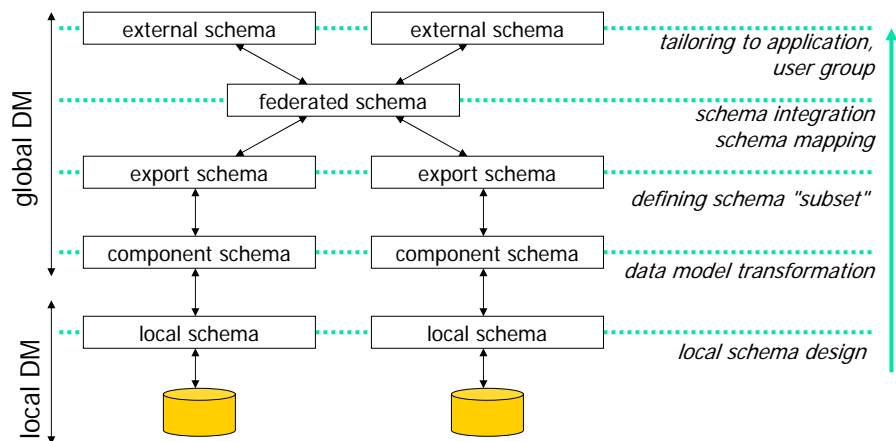 external schema
external schema
tailoring to application,
user group
federated schema
schema integration
schema mapping
global DM
export schema
export schema
defining schema "subset"
component schema
component schema
data model transformation
local schema
local schema
local schema design
local DM